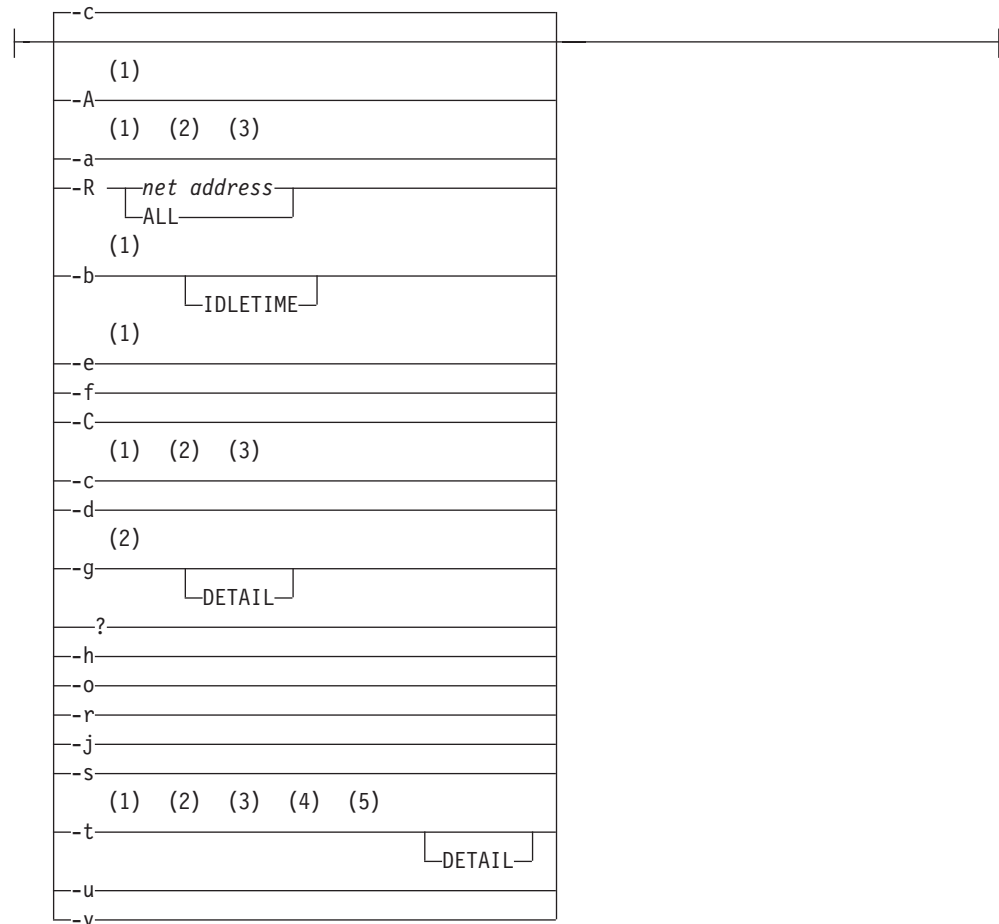 -c
(1)
-A
(1) (2) (3)
-a
-R net address
ALL
(1)
-b
IDLETIME
(1)
-e
-f
-C
(1) (2) (3)
-c
-d
(2)
-g
DETAIL
?
-h
-o
-r
-j
-s
(1) (2) (3) (4) (5)
-t
DETAIL
-u
-v